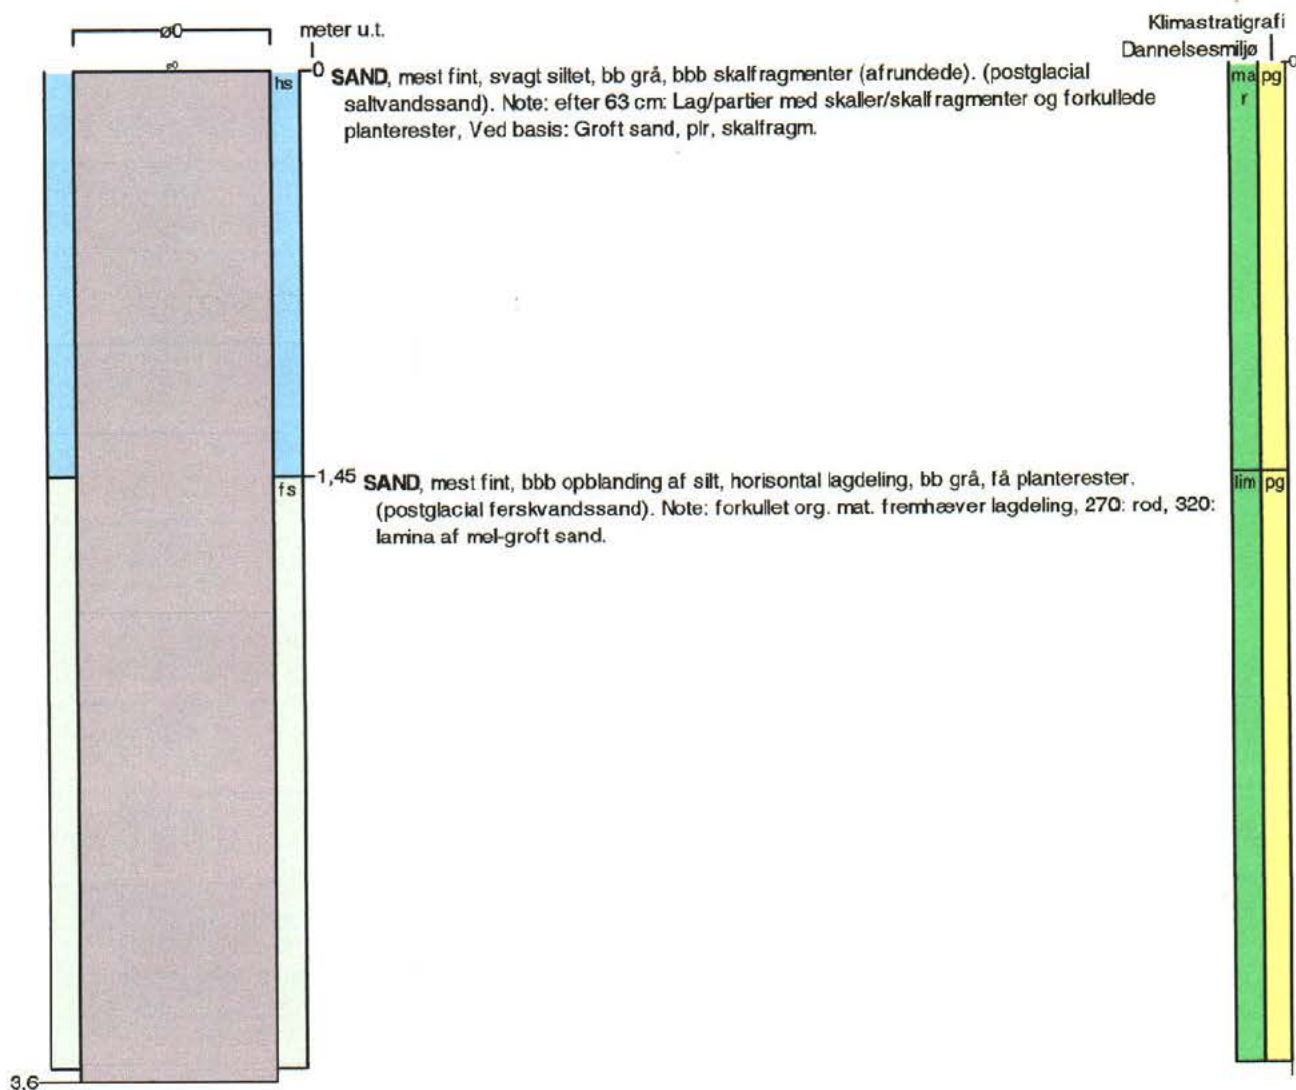 ø0
meter u.t.
Klimastratigrafi
Dannelsesmiljø
ø0
0
hs
SAND, mest fint, svagt siltet, bb grå, bbb skalfragmenter (afrundede). (postglacial
saltvandssand). Note: efter 63 cm: Lag/partier med skaller/skalfragmenter og forkullede
planterester, Ved basis: Groft sand, plr, skalfragm.
ma
r
pg
0
1,45
fs
SAND, mest fint, bbb opblanding af silt, horisontal lagdeling, bb grå, få planterester.
(postglacial ferskvandssand). Note: forkullet org. mat. fremhæver lagdeling, 270: rod, 320:
lamina af mel-groft sand.
lim
pg
3.6